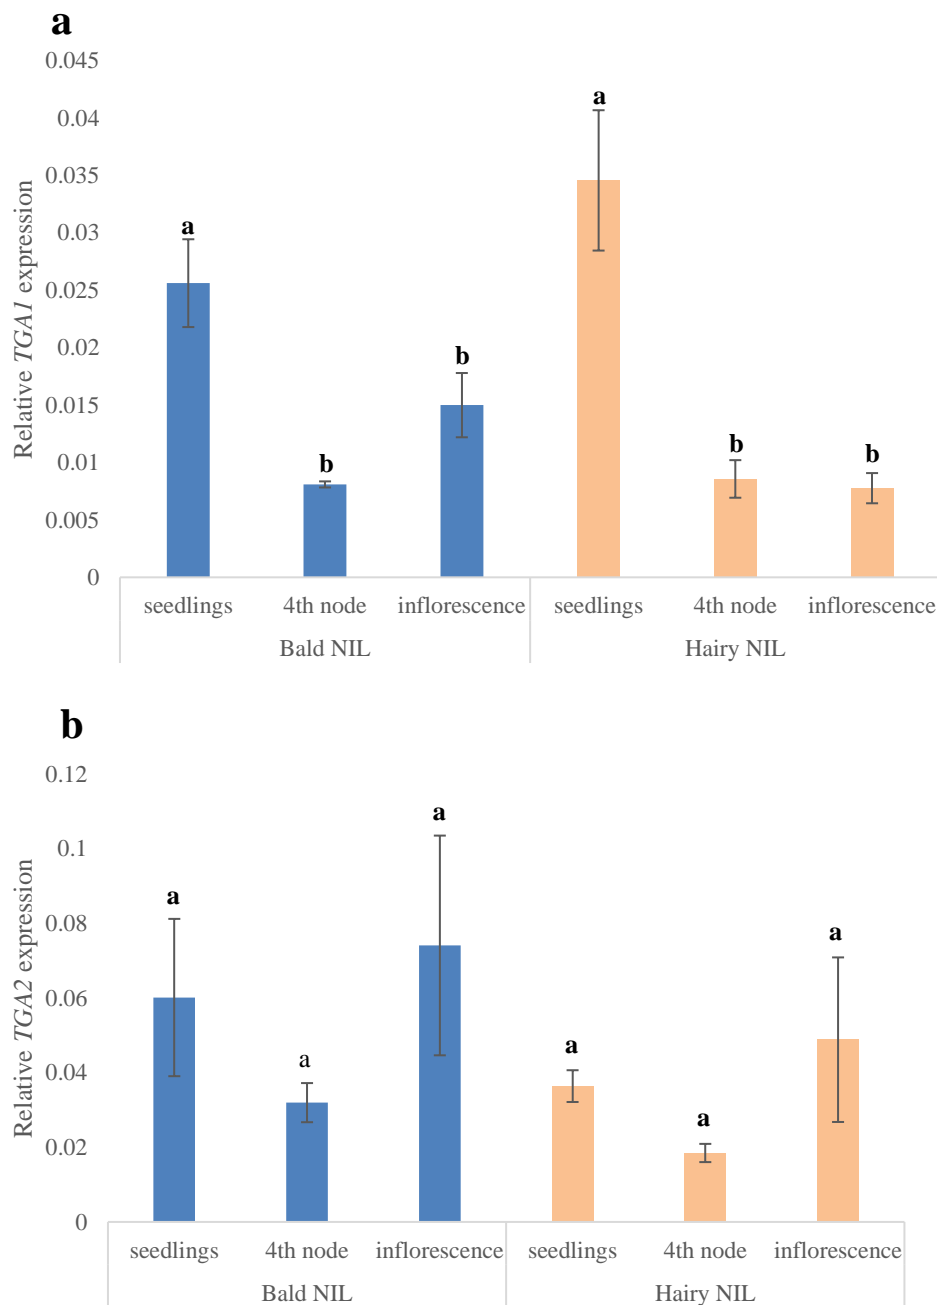 a
0.045
0.04
0.035
0.03
0.025
0.02
0.015
0.01
0.005
0
Relative TGA1 expression
a
b
b
a
b
b
seedlings 4th node inflorescence seedlings 4th node inflorescence
Bald NIL Hairy NIL
b
0.12
0.1
0.08
0.06
0.04
0.02
0
Relative TGA2 expression
a
a
a
a
a
a
seedlings 4th node inflorescence seedlings 4th node inflorescence
Bald NIL Hairy NIL